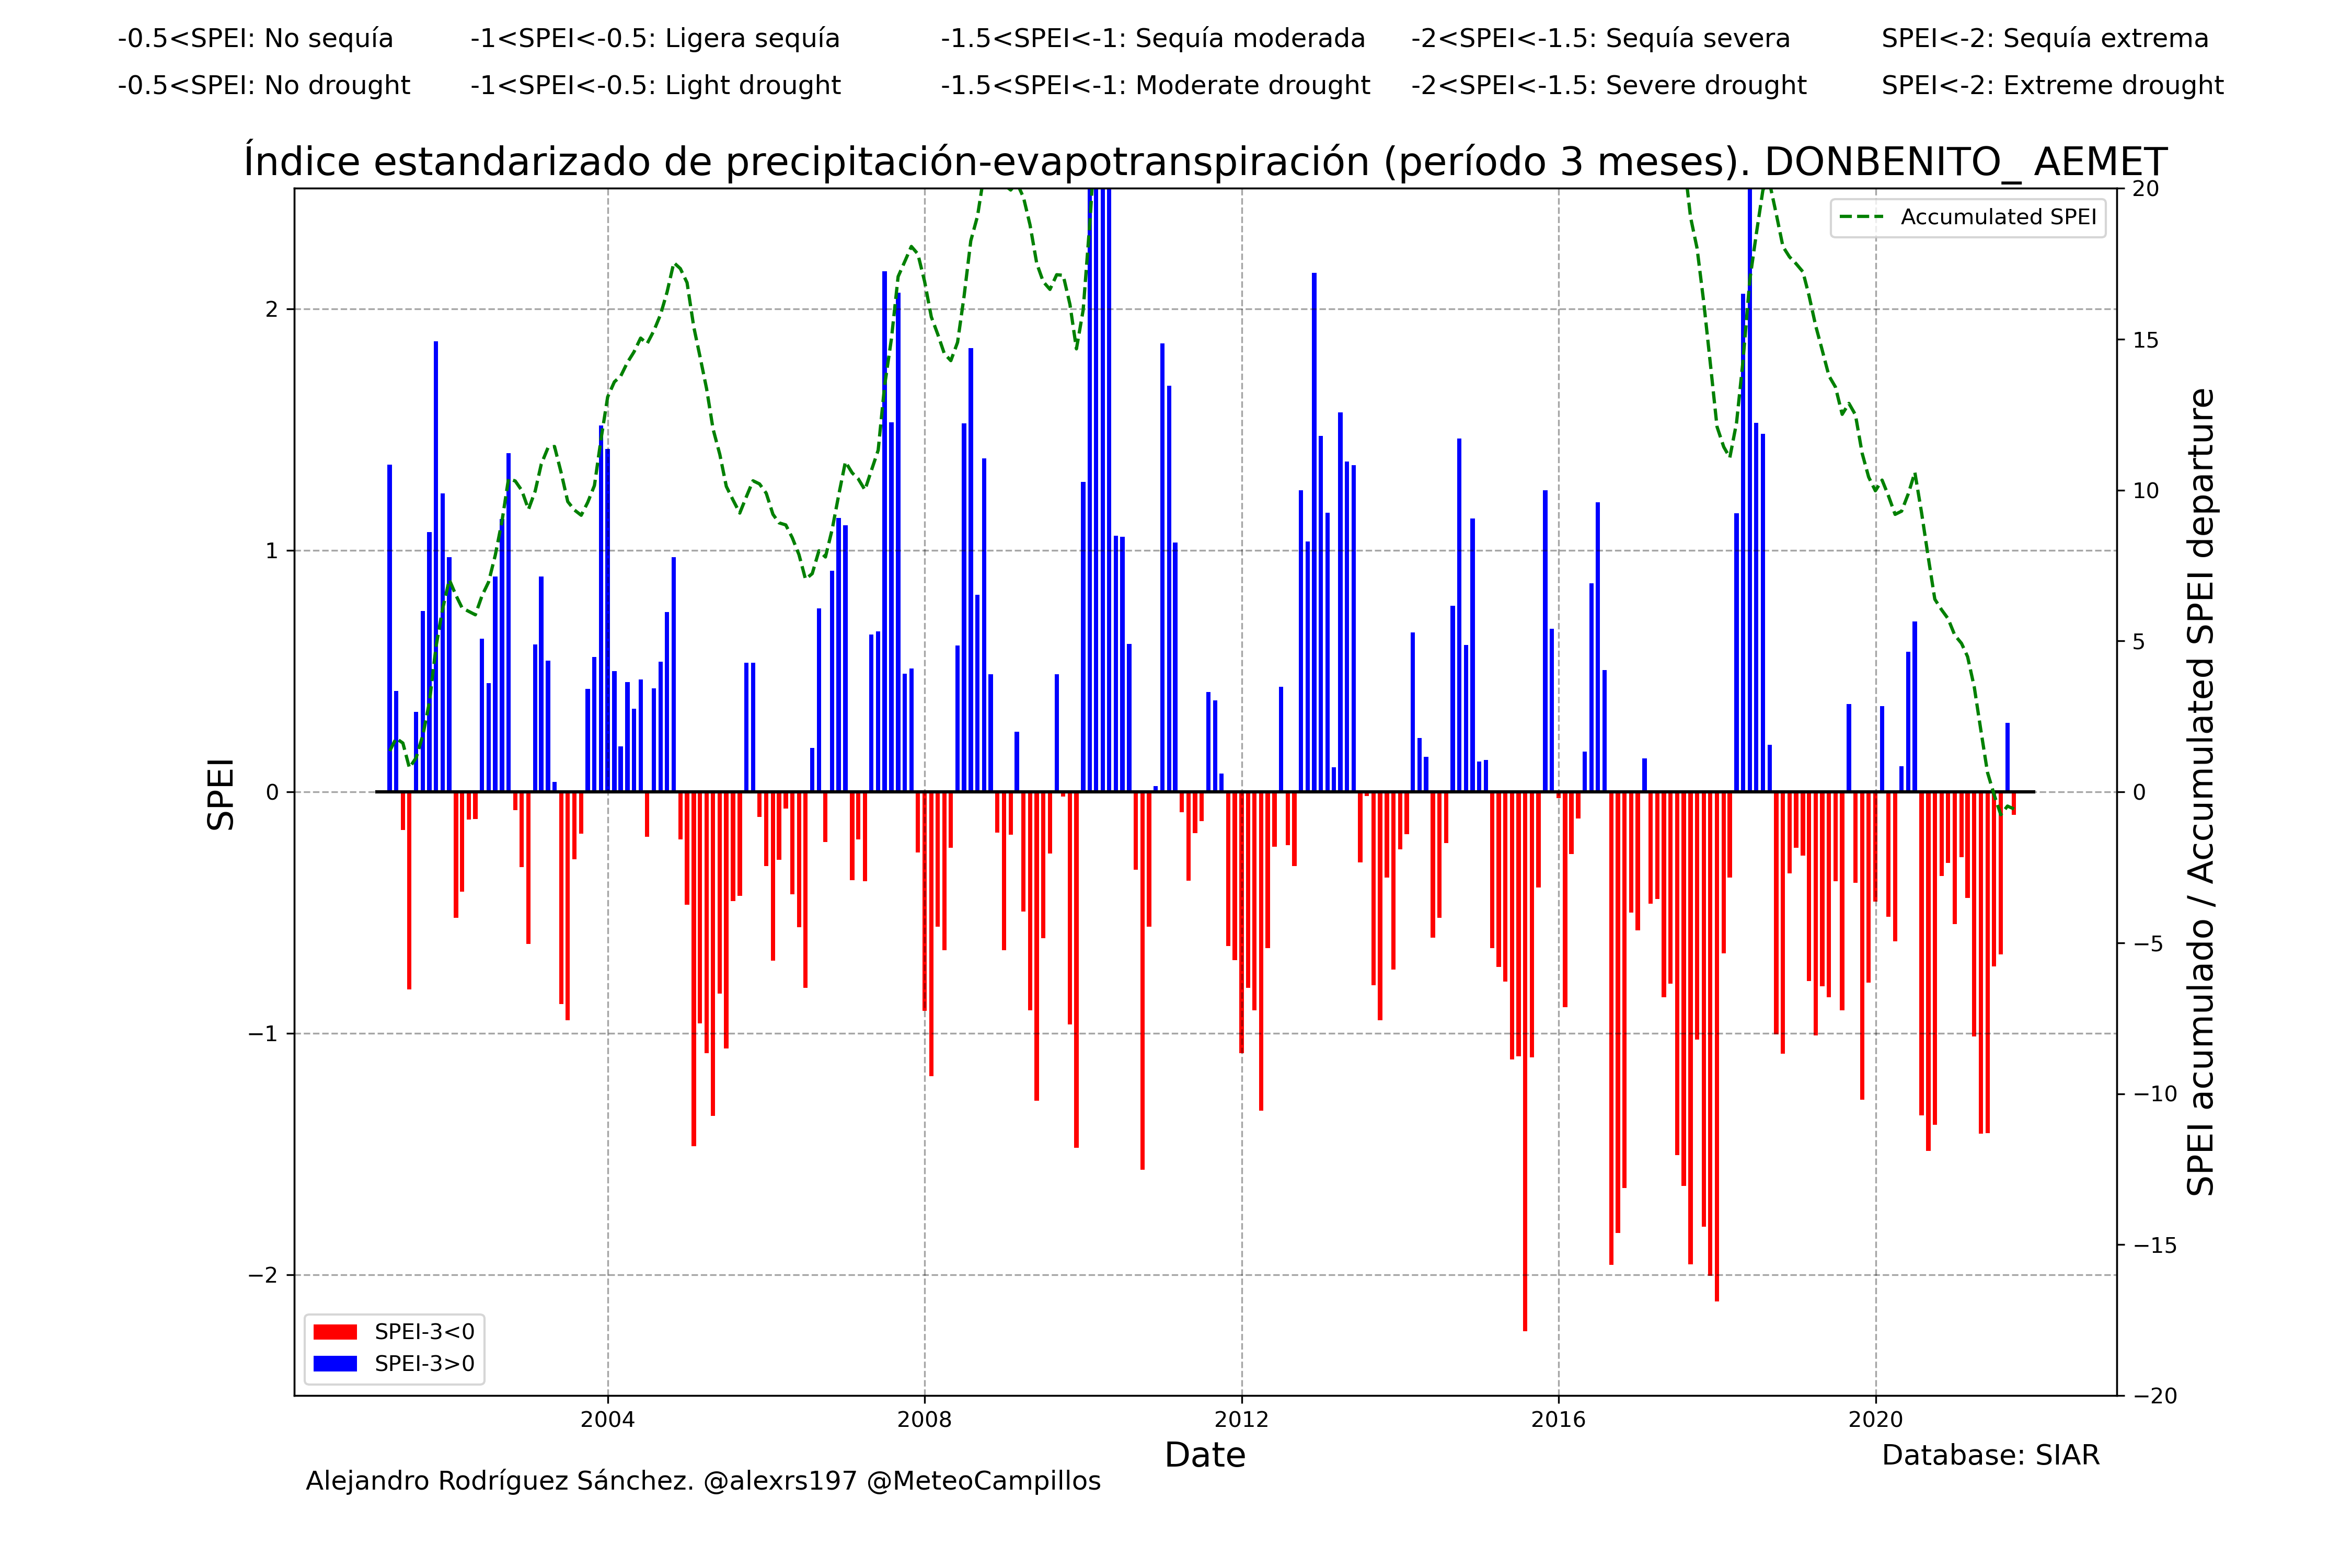 -0.5<SPEI: No sequía -1<SPEI<-0.5: Ligera sequía -1.5<SPEI<-1: Sequía moderada -2<SPEI<-1.5: Sequía severa SPEI<-2: Sequía extrema
-0.5<SPEI: No drought -1<SPEI<-0.5: Light drought -1.5<SPEI<-1: Moderate drought -2<SPEI<-1.5: Severe drought SPEI<-2: Extreme drought
Índice estandarizado de precipitación-evapotranspiración (período 3 meses). DONBENITO_ AEMET
Accumulated SPEI
SPEI
2
1
0
−1
−2
20
15
10
5
0
−5
−10
−15
−20
SPEI acumulado / Accumulated SPEI departure
SPEI-3<0
SPEI-3>0
2004 2008 2012 2016 2020
Date
Database: SIAR
Alejandro Rodríguez Sánchez. @alexrs197 @MeteoCampillos